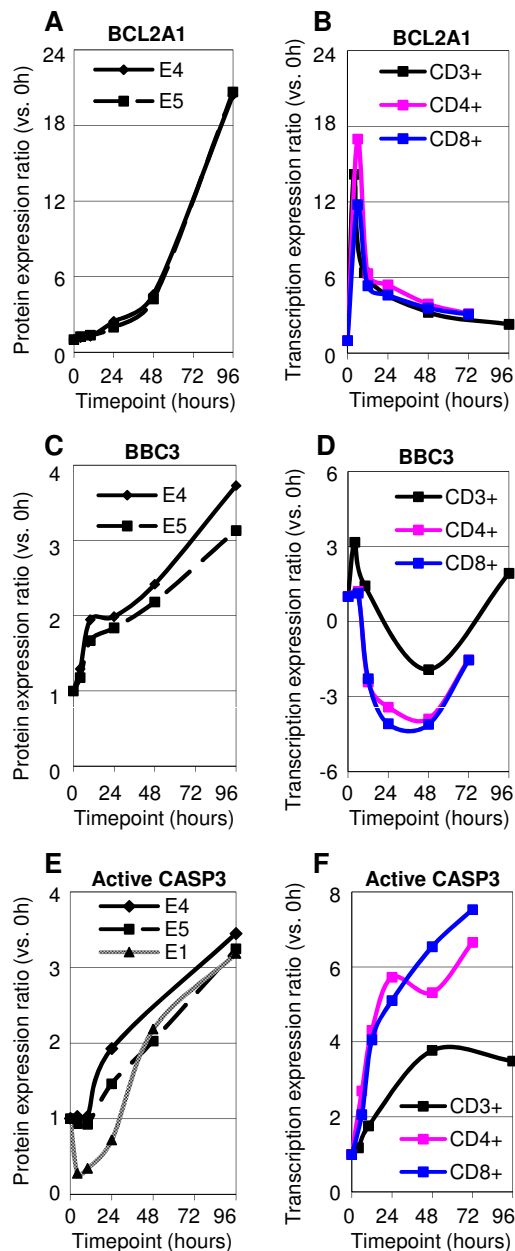 A
BCL2A1
Protein expression ratio (vs. 0h)
24
18
12
6
0
E4
E5
0 24 48 72 96
Timepoint (hours)
B
BCL2A1
Transcription expression ratio (vs. 0h)
24
18
12
6
0
CD3+
CD4+
CD8+
0 12 24 36 48 60 72 84 96
Timepoint (hours)
C
BBC3
Protein expression ratio (vs. 0h)
4
3
2
1
0
E4
E5
0 24 48 72 96
Timepoint (hours)
D
BBC3
Transcription expression ratio (vs. 0h)
6
3
0
-3
-6
CD3+
CD4+
CD8+
0 24 48 72 96
Timepoint (hours)
E
Active CASP3
Protein expression ratio (vs. 0h)
4
3
2
1
0
E4
E5
E1
0 24 48 72 96
Timepoint (hours)
F
Active CASP3
Transcription expression ratio (vs. 0h)
8
6
4
2
0
CD3+
CD4+
CD8+
0 24 48 72 96
Timepoint (hours)